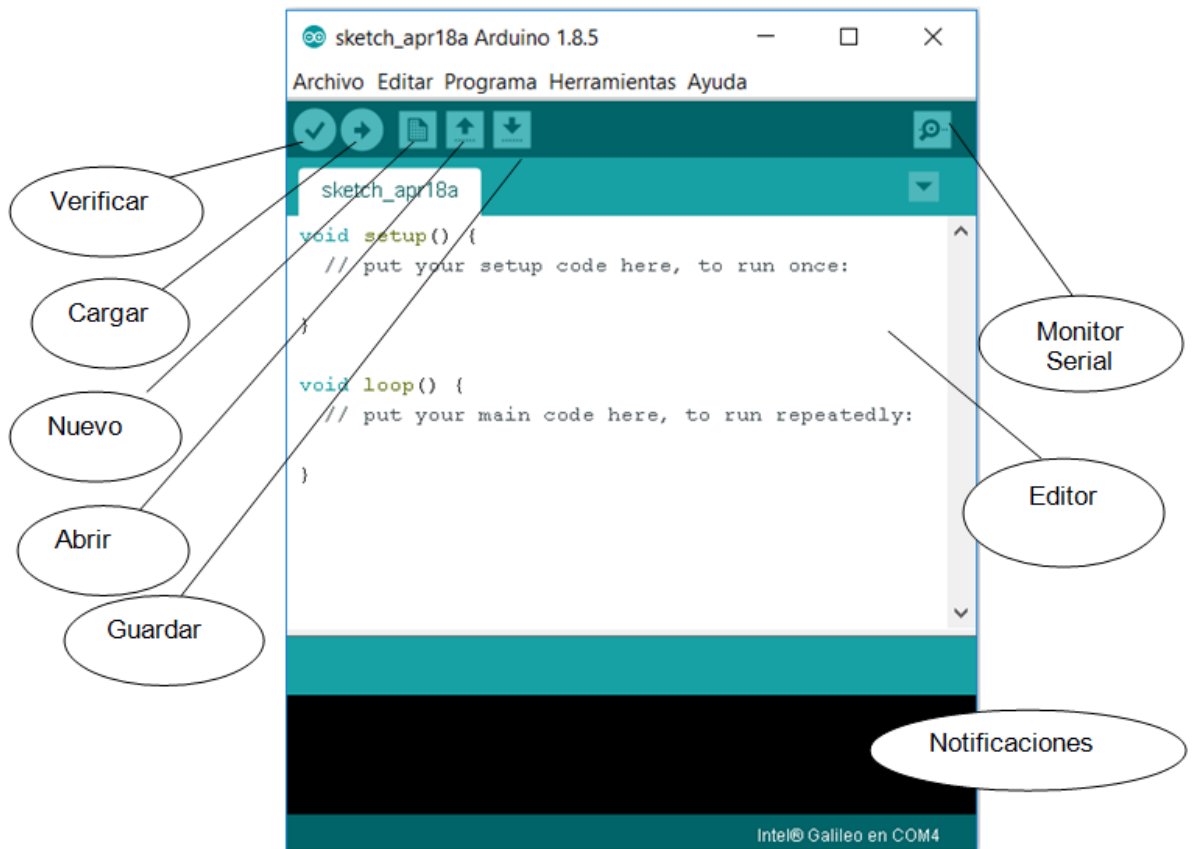 sketch_apr18a Arduino 1.8.5
Archivo Editar Programa Herramientas Ayuda
sketch_apr18a
void setup() {
// put your setup code here, to run once:
}
void loop() {
// put your main code here, to run repeatedly:
}
Verificar
Cargar
Nuevo
Abrir
Guardar
Monitor
Serial
Editor
Notificaciones
Intel® Galileo en COM4